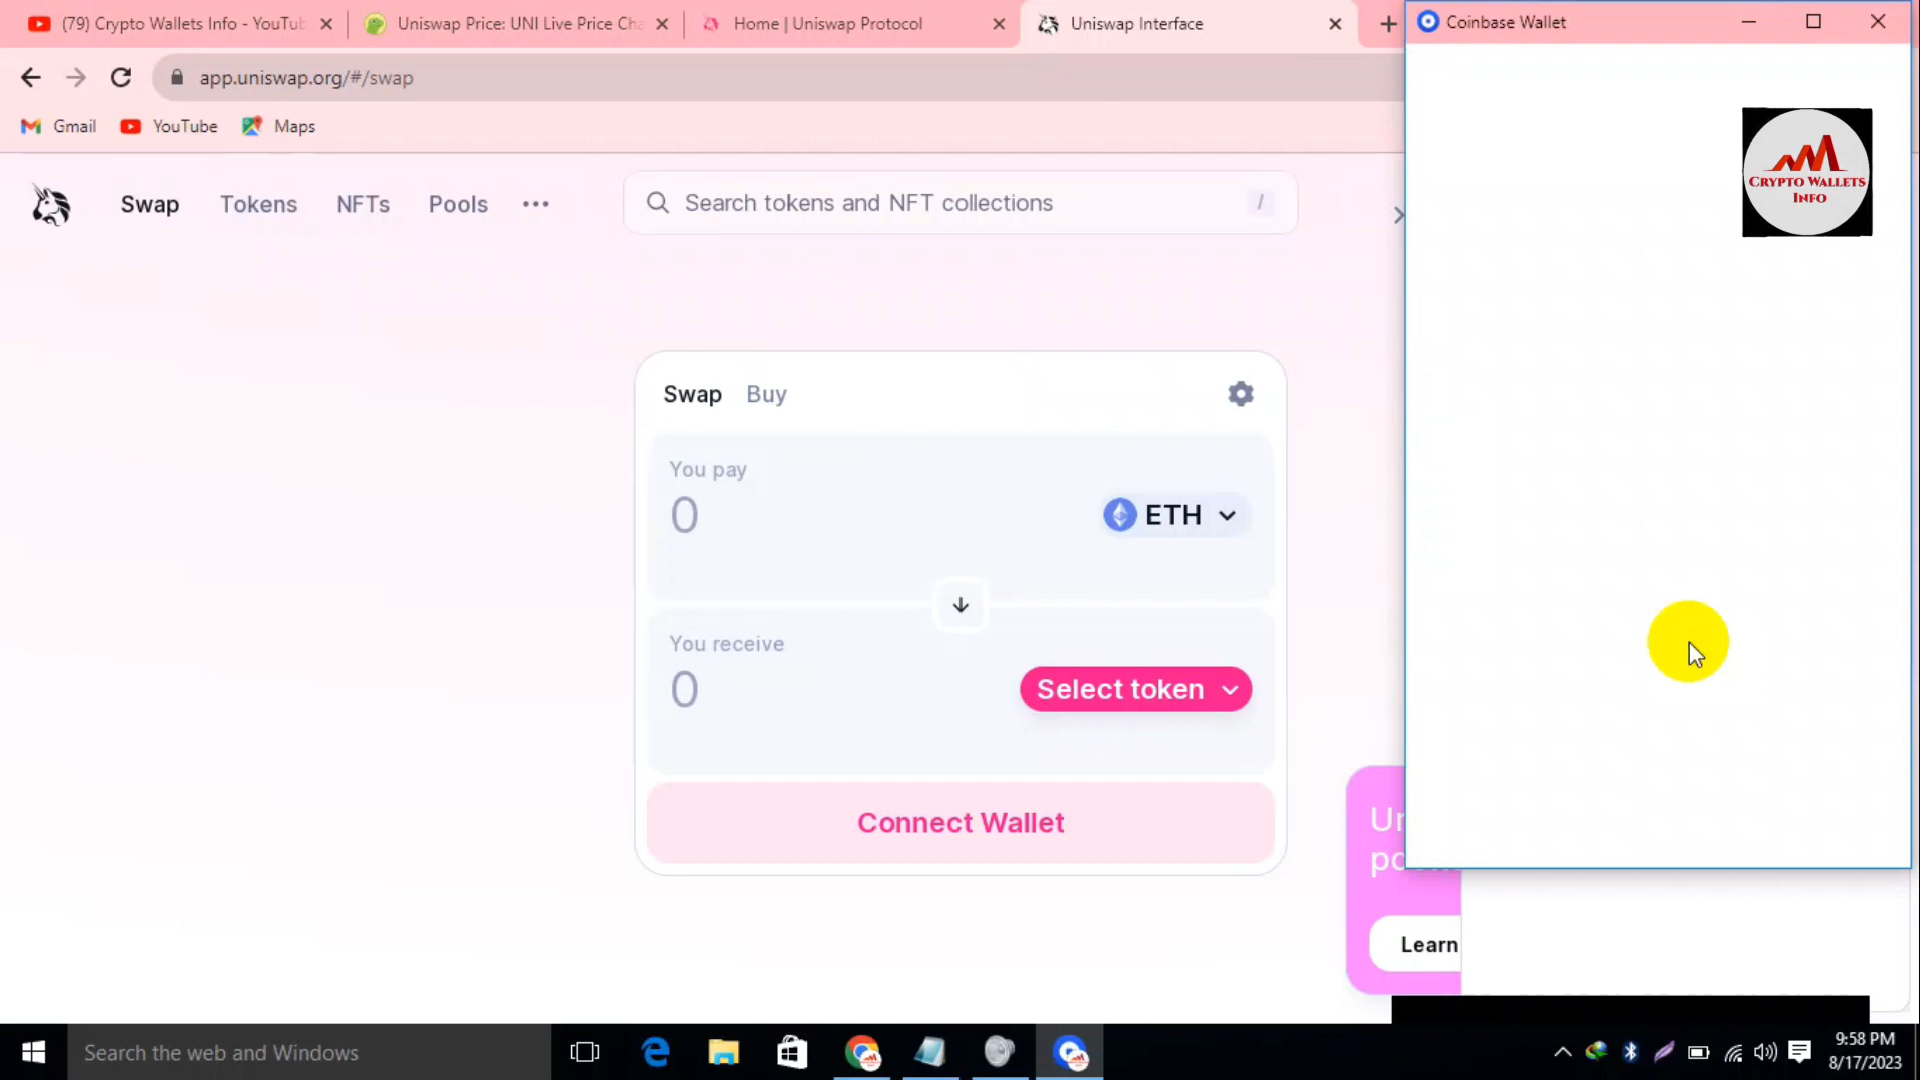 (79) Crypto Wallets Info - YouTub
Uniswap Price: UNI Live Price Cha
Home | Uniswap Protocol
Uniswap Interface
Coinbase Wallet
app.uniswap.org/#/swap
Gmail
YouTube
Maps
CRYPTO WALLETS
INFO
Swap
Tokens
NFTs
Pools
Search tokens and NFT collections
/
Swap
Buy
You pay
0
ETH
You receive
0
Select token
Connect Wallet
Un
Learn
Search the web and Windows
9:58 PM
8/17/2023